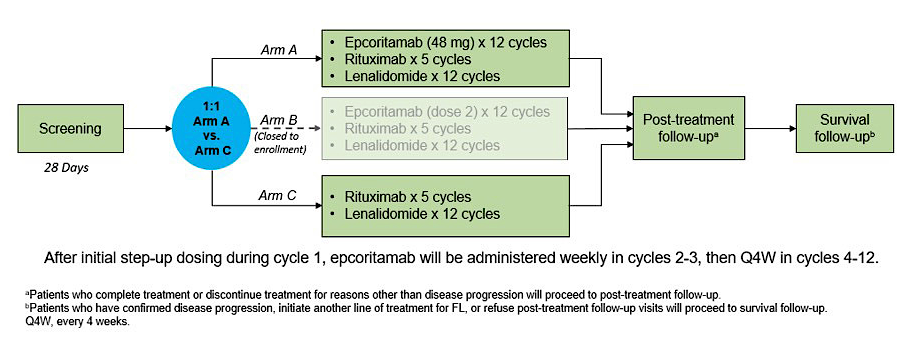 Screening
28 Days
1:1
Arm A
vs.
Arm C
Arm A
• Epcoritamab (48 mg) x 12 cycles
• Rituximab x 5 cycles
• Lenalidomide x 12 cycles
Arm B
(Closed to
enrollment)
• Epcoritamab (dose 2) x 12 cycles
• Rituximab x 5 cycles
• Lenalidomide x 12 cycles
Arm C
• Rituximab x 5 cycles
• Lenalidomide x 12 cycles
Post-treatment
follow-upᵃ
Survival
follow-upᵇ
After initial step-up dosing during cycle 1, epcoritamab will be administered weekly in cycles 2-3, then Q4W in cycles 4-12.
ᵃPatients who complete treatment or discontinue treatment for reasons other than disease progression will proceed to post-treatment follow-up.
ᵇPatients who have confirmed disease progression, initiate another line of treatment for FL, or refuse post-treatment follow-up visits will proceed to survival follow-up.
Q4W, every 4 weeks.